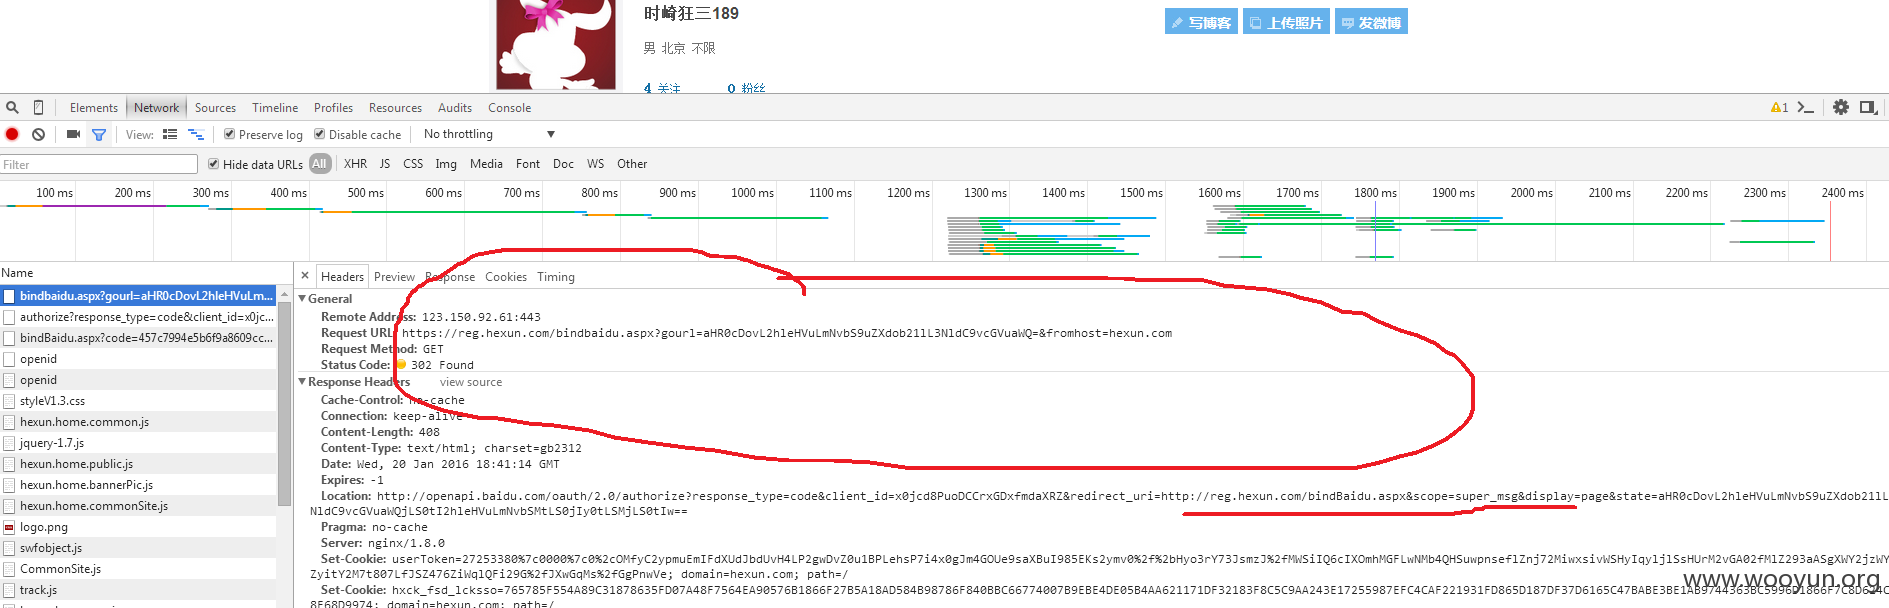 时崎狂三189
写博客 上传照片 发微博
男 北京 不限
4 关注 0 粉丝
Elements Network Sources Timeline Profiles Resources Audits Console
1
View: Preserve log Disable cache No throttling
Filter Hide data URLs All XHR JS CSS Img Media Font Doc WS Other
100 ms 200 ms 300 ms 400 ms 500 ms 600 ms 700 ms 800 ms 900 ms 1000 ms 1100 ms 1200 ms 1300 ms 1400 ms 1500 ms 1600 ms 1700 ms 1800 ms 1900 ms 2000 ms 2100 ms 2200 ms 2300 ms 2400 ms
Name
bindbaidu.aspx?gourl=aHR0cDovL2hleHVuLm...
authorize?response_type=code&client_id=x0jc...
bindBaidu.aspx?code=457c7994e5b6f9a8609cc...
openid
openid
styleV1.3.css
hexun.home.common.js
jquery-1.7.js
hexun.home.public.js
hexun.home.bannerPic.js
hexun.home.commonSite.js
logo.png
swfobject.js
CommonSite.js
track.js
Headers Preview Response Cookies Timing
General
Remote Address: 123.150.92.61:443
Request URL: https://reg.hexun.com/bindbaidu.aspx?gourl=aHR0cDovL2hleHVuLmNvbS9uZXdob21lL3NldC9vcGVuaWQ=&fromhost=hexun.com
Request Method: GET
Status Code: 302 Found
Response Headers view source
Cache-Control: no-cache
Connection: keep-alive
Content-Length: 408
Content-Type: text/html; charset=gb2312
Date: Wed, 20 Jan 2016 18:41:14 GMT
Expires: -1
Location: http://openapi.baidu.com/oauth/2.0/authorize?response_type=code&client_id=x0jcd8PuoDCCrxGDxfmdaXRZ&redirect_uri=http://reg.hexun.com/bindBaidu.aspx&scope=super_msg&display=page&state=aHR0cDovL2hleHVuLmNvbS9uZXdob21lL
NldC9vcGVuaWQjLS0tI2hleHVuLmNvbSMtLS0jIy0tLSMjLS0tIw==
Pragma: no-cache
Server: nginx/1.8.0
Set-Cookie: userToken=27253380%7c0000%7c0%2cOMfyC2ypmuEmIFdXUdJbdUvH4LP2gwDvZ0u1BPLehsP7i4x0gJm4GOUe9saXBuI985EKs2ymv0%2f%2bHyo3rY73JsmzJ%2fMWSiIQ6cIXOmhMGFLwNMb4QHSuwpnseflZnj72MiwxsivWSHyIqyljlSsHUrM2vGA02fMlZ293aASgXWY2jzWY
ZyitY2M7t807LfJSZ476ZiWqlQFi29G%2fJXwGqMs%2fGgPnwVe; domain=hexun.com; path=/
Set-Cookie: hxck_fsd_lcksso=765785F554A89C31878635FD07A48F7564EA90576B1866F27B5A18AD584B98786F840BBC66774007B9EBE4DE05B4AA621171DF32183F8C5C9AA243E17255987EFC4CAF221931FD865D187DF37D6165C47BABE3BE1AB9744363BC5996D1866F7C8D624C
8F68D9974; domain=hexun.com; path=/
www.wooyun.org